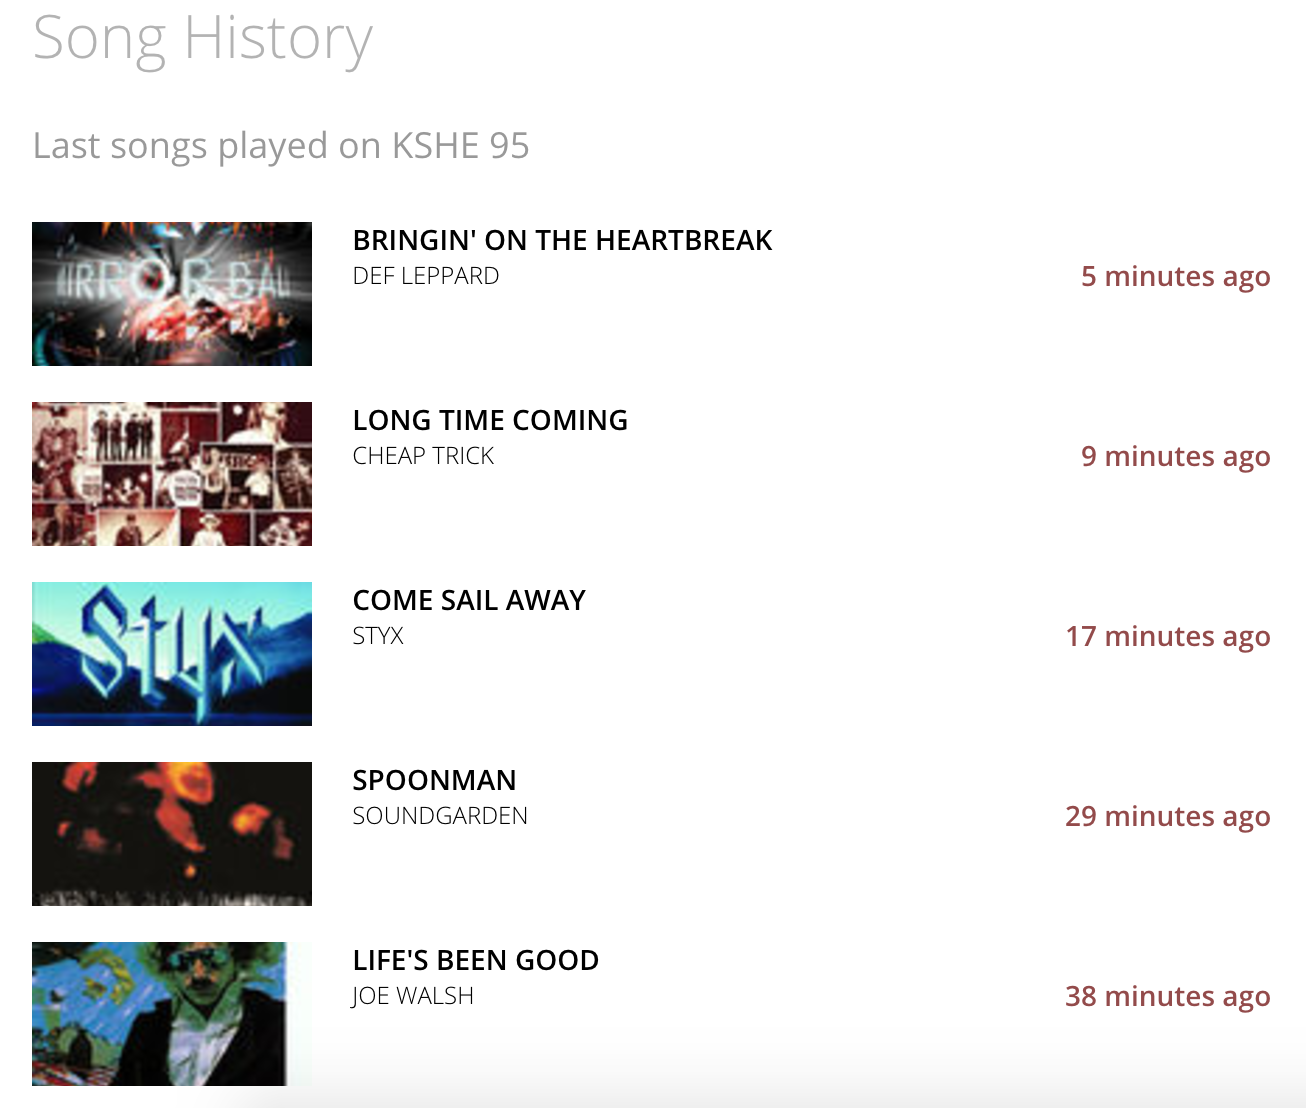 Song History
Last songs played on KSHE 95
IRROR BALL
BRINGIN' ON THE HEARTBREAK
DEF LEPPARD
5 minutes ago
LONG TIME COMING
CHEAP TRICK
9 minutes ago
Styx
COME SAIL AWAY
STYX
17 minutes ago
SPOONMAN
SOUNDGARDEN
29 minutes ago
LIFE'S BEEN GOOD
JOE WALSH
38 minutes ago